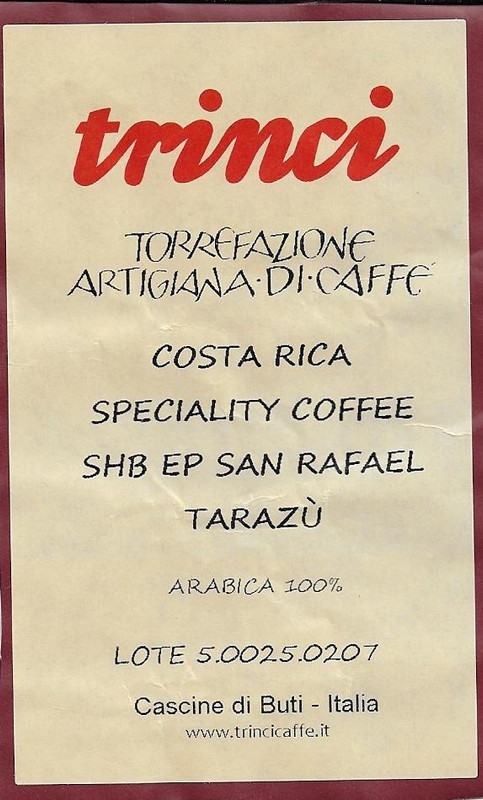 trinci
TORREFAZIONE
ARTIGIANA·DI·CAFFÉ
COSTA RICA
SPECIALITY COFFEE
SHB EP SAN RAFAEL
TARAZÙ
ARABICA 100%
LOTE 5.0025.0207
Cascine di Buti - Italia
www.trincicaffe.it